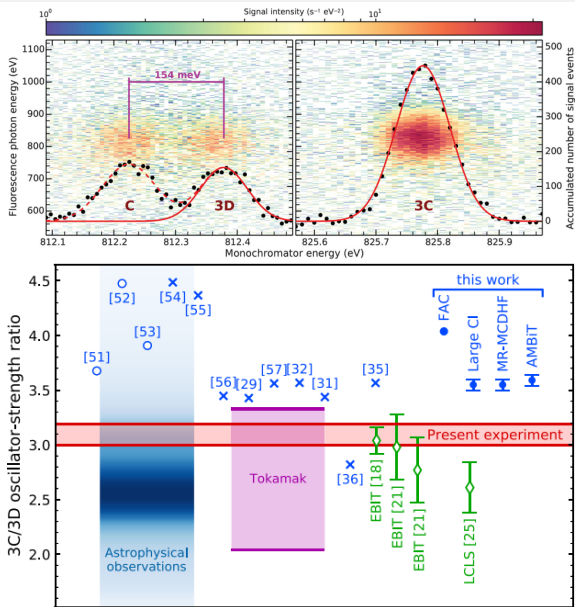 Signal intensity (s⁻¹ eV⁻²)
10⁰ 10¹
Fluorescence photon energy (eV)
1100
1000
900
800
700
600
154 meV
C 3D
3C
500
400
300
200
100
0
Accumulated number of signal events
812.1 812.2 812.3 812.4 825.6 825.7 825.8 825.9
Monochromator energy (eV)
3C/3D oscillator-strength ratio
4.5
4.0
3.5
3.0
2.5
2.0
[51]
[52]
[53]
[54]
[55]
[56]
[29]
[57]
[32]
[31]
[35]
[36]
this work
FAC
Large CI
MR-MCDHF
AMBiT
Present experiment
Tokamak
Astrophysical
observations
EBIT [18]
EBIT [21]
EBIT [21]
LCLS [25]